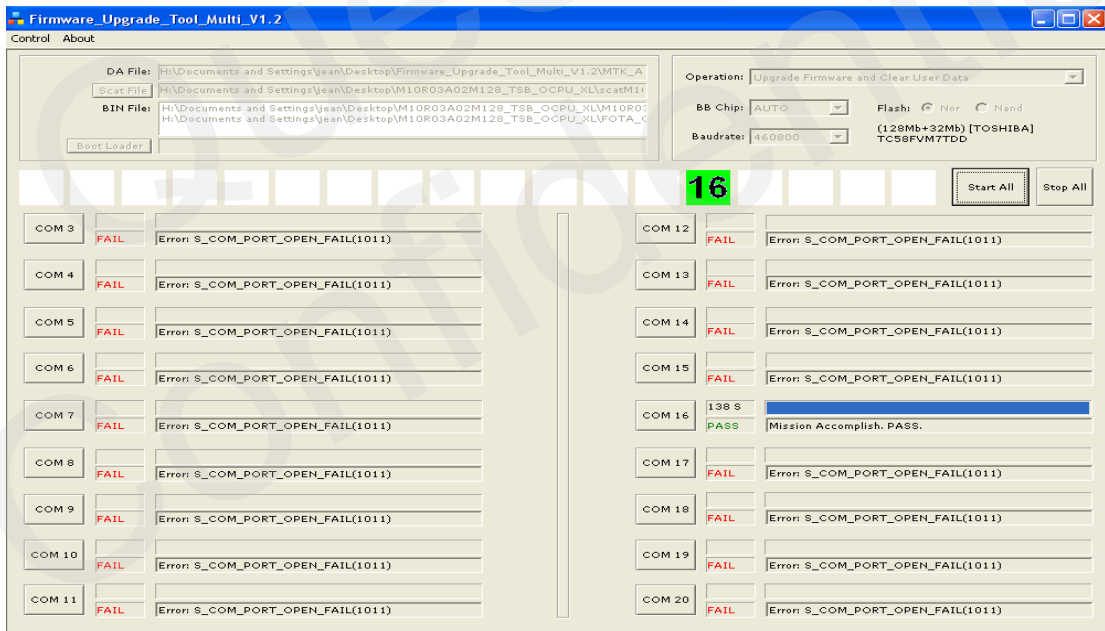 Firmware_Upgrade_Tool_Multi_V1.2
Control About
DA File: H:\Documents and Settings\jean\Desktop\Firmware_Upgrade_Tool_Multi_V1.2\MTK_A
Scat File H:\Documents and Settings\jean\Desktop\M10R03A02M128_TSB_OCPU_XL\scatM1
BIN File: H:\Documents and Settings\jean\Desktop\M10R03A02M128_TSB_OCPU_XL\M10R03
H:\Documents and Settings\jean\Desktop\M10R03A02M128_TSB_OCPU_XL\FOTA_
Boot Loader
Operation: Upgrade Firmware and Clear User Data
BB Chip: AUTO Flash: Nor Nand
Baudrate: 460800 (128Mb+32Mb) [TOSHIBA]
TC58FVM7TDD
16 Start All Stop All
COM 3
FAIL Error: S_COM_PORT_OPEN_FAIL(1011)
COM 4
FAIL Error: S_COM_PORT_OPEN_FAIL(1011)
COM 5
FAIL Error: S_COM_PORT_OPEN_FAIL(1011)
COM 6
FAIL Error: S_COM_PORT_OPEN_FAIL(1011)
COM 7
FAIL Error: S_COM_PORT_OPEN_FAIL(1011)
COM 8
FAIL Error: S_COM_PORT_OPEN_FAIL(1011)
COM 9
FAIL Error: S_COM_PORT_OPEN_FAIL(1011)
COM 10
FAIL Error: S_COM_PORT_OPEN_FAIL(1011)
COM 11
FAIL Error: S_COM_PORT_OPEN_FAIL(1011)
COM 12
FAIL Error: S_COM_PORT_OPEN_FAIL(1011)
COM 13
FAIL Error: S_COM_PORT_OPEN_FAIL(1011)
COM 14
FAIL Error: S_COM_PORT_OPEN_FAIL(1011)
COM 15
FAIL Error: S_COM_PORT_OPEN_FAIL(1011)
COM 16 138 S
PASS Mission Accomplish. PASS.
COM 17
FAIL Error: S_COM_PORT_OPEN_FAIL(1011)
COM 18
FAIL Error: S_COM_PORT_OPEN_FAIL(1011)
COM 19
FAIL Error: S_COM_PORT_OPEN_FAIL(1011)
COM 20
FAIL Error: S_COM_PORT_OPEN_FAIL(1011)